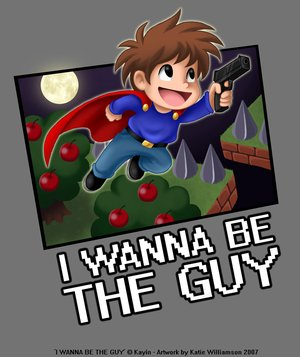 I WANNA BE
THE GUY
'I WANNA BE THE GUY' © Kayin - Artwork by Katie Williamson 2007